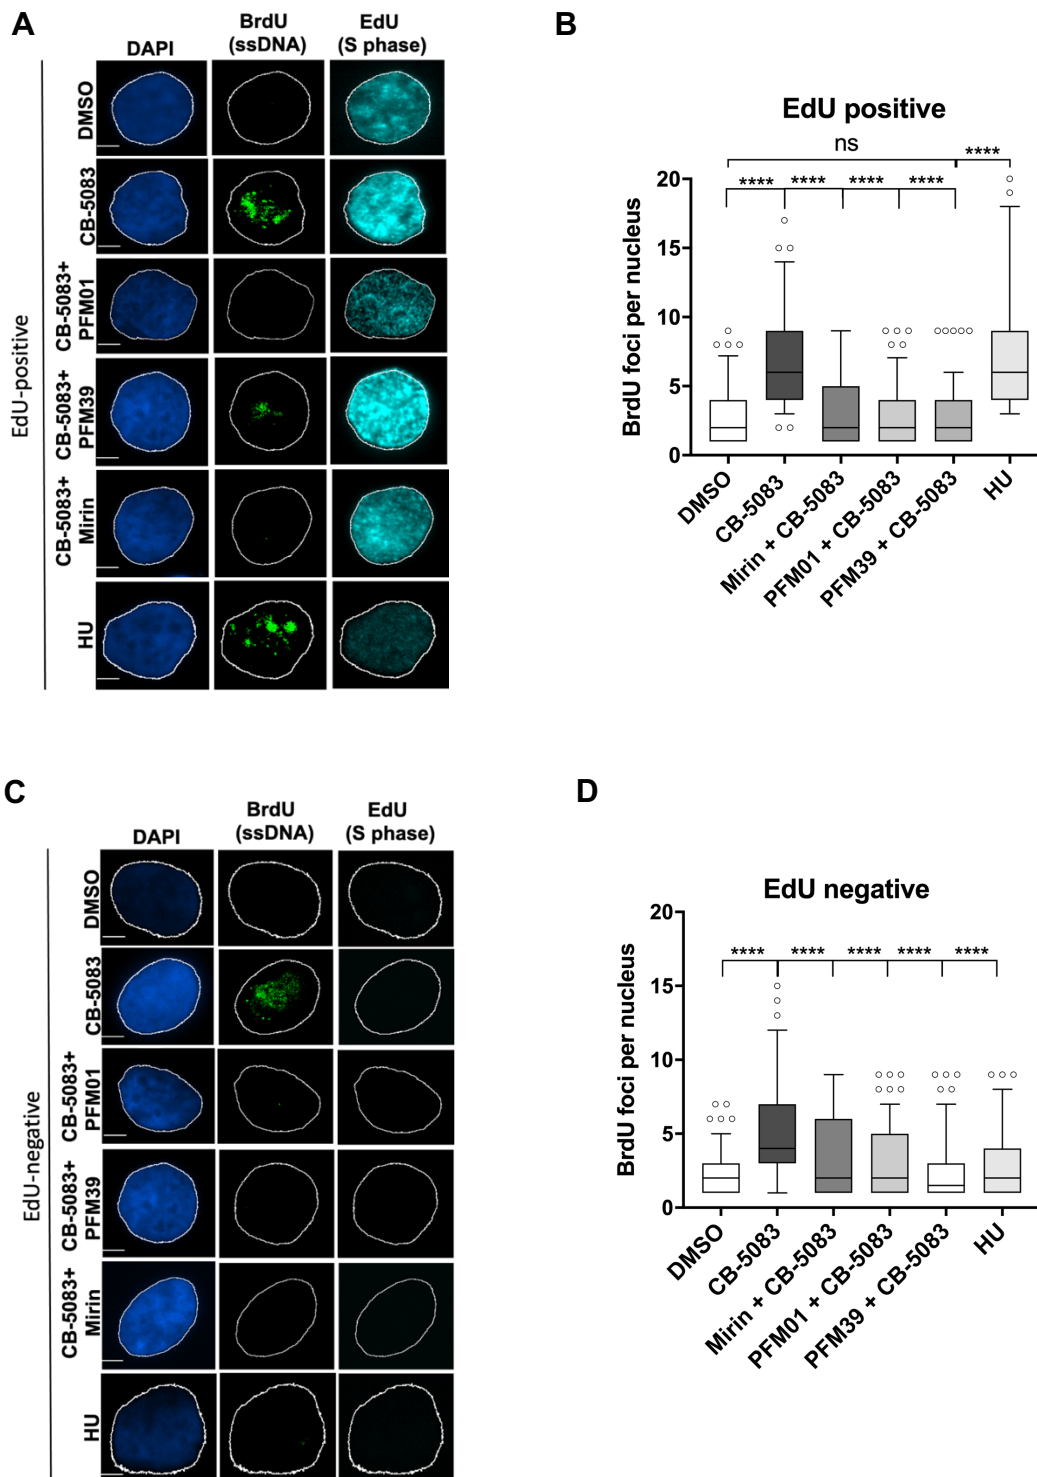 A
DAPI
BrdU
(ssDNA)
EdU
(S phase)
EdU-positive
DMSO
CB-5083
CB-5083+
PFM01
CB-5083+
PFM39
CB-5083+
Mirin
HU
B
EdU positive
ns
****
**** **** **** ****
BrdU foci per nucleus
20
15
10
5
0
DMSO
CB-5083
Mirin + CB-5083
PFM01 + CB-5083
PFM39 + CB-5083
HU
C
DAPI
BrdU
(ssDNA)
EdU
(S phase)
EdU-negative
DMSO
CB-5083
CB-5083+
PFM01
CB-5083+
PFM39
CB-5083+
Mirin
HU
D
EdU negative
**** **** **** **** ****
BrdU foci per nucleus
20
15
10
5
0
DMSO
CB-5083
Mirin + CB-5083
PFM01 + CB-5083
PFM39 + CB-5083
HU